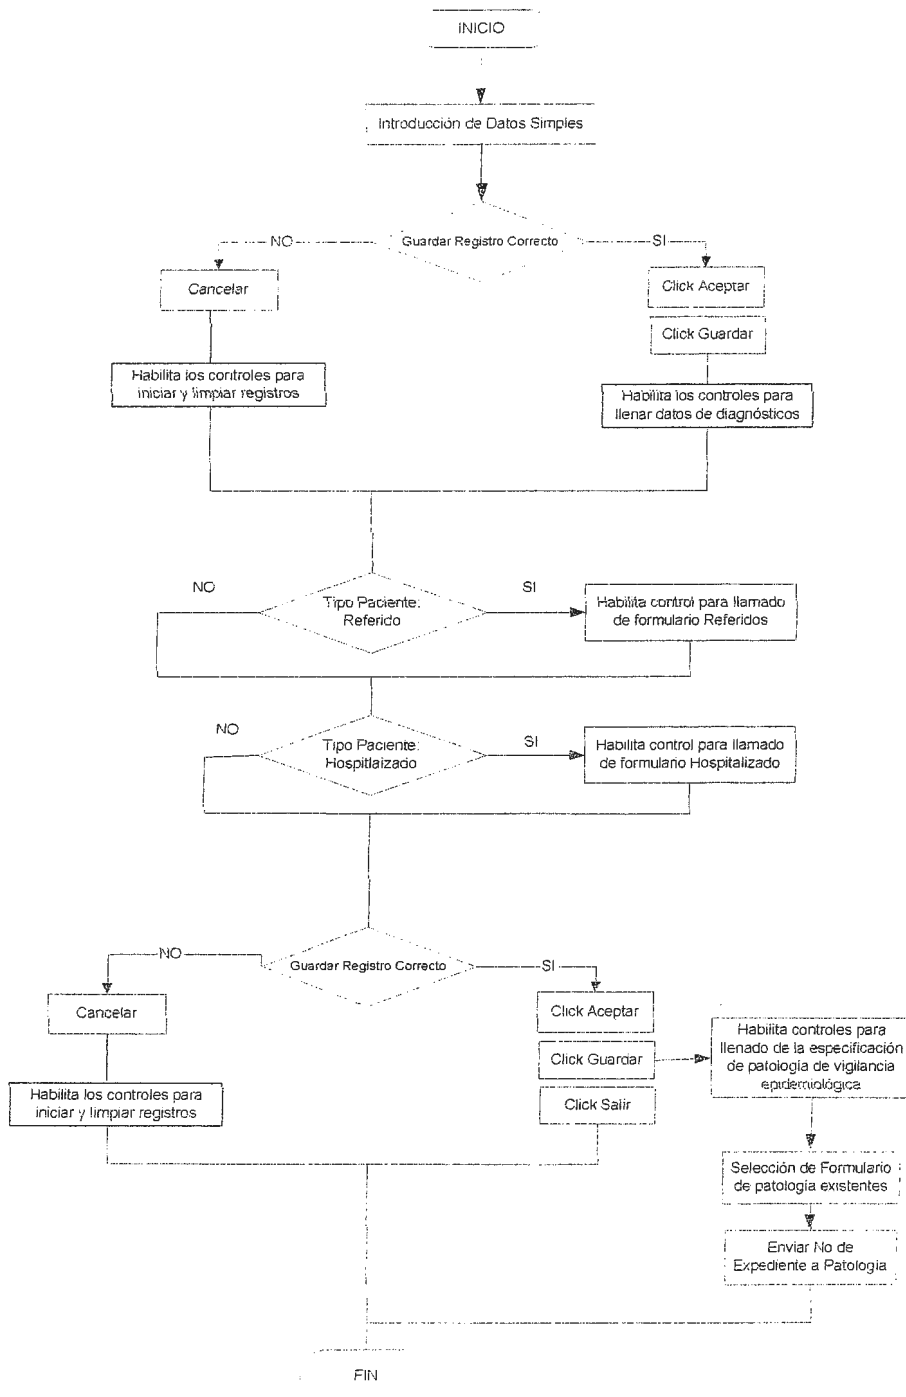 INICIO
Introducción de Datos Simples
Guardar Registro Correcto
NO
SI
Cancelar
Click Aceptar
Click Guardar
Habilita los controles para
iniciar y limpiar registros
Habilita los controles para
llenar datos de diagnósticos
NO
Tipo Paciente:
Referido
SI
Habilita control para llamado
de formulario Referidos
NO
Tipo Paciente:
Hospitlaizado
SI
Habilita control para llamado
de formulario Hospitalizado
NO
Guardar Registro Correcto
SI
Cancelar
Click Aceptar
Click Guardar
Click Salir
Habilita controles para
llenado de la especificación
de patología de vigilancia
epidemiológica
Habilita los controles para
iniciar y limpiar registros
Selección de Formulario
de patología existentes
Enviar No de
Expediente a Patología
FIN